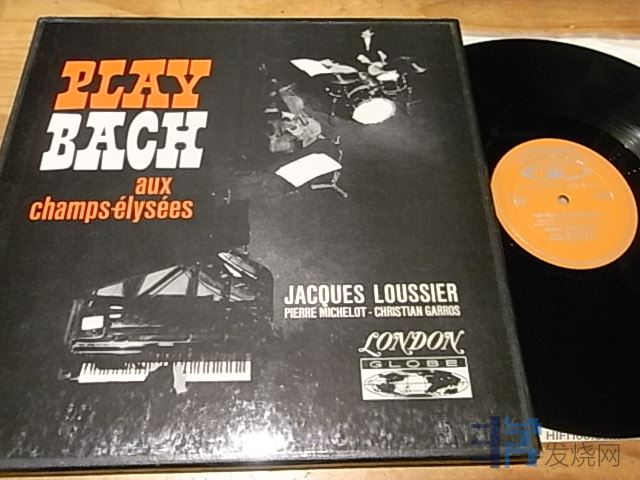 PLAY
BACH
aux
champs-élysées
JACQUES LOUSSIER
PIERRE MICHELOT - CHRISTIAN GARROS
LONDON
GLOBE
发烧网